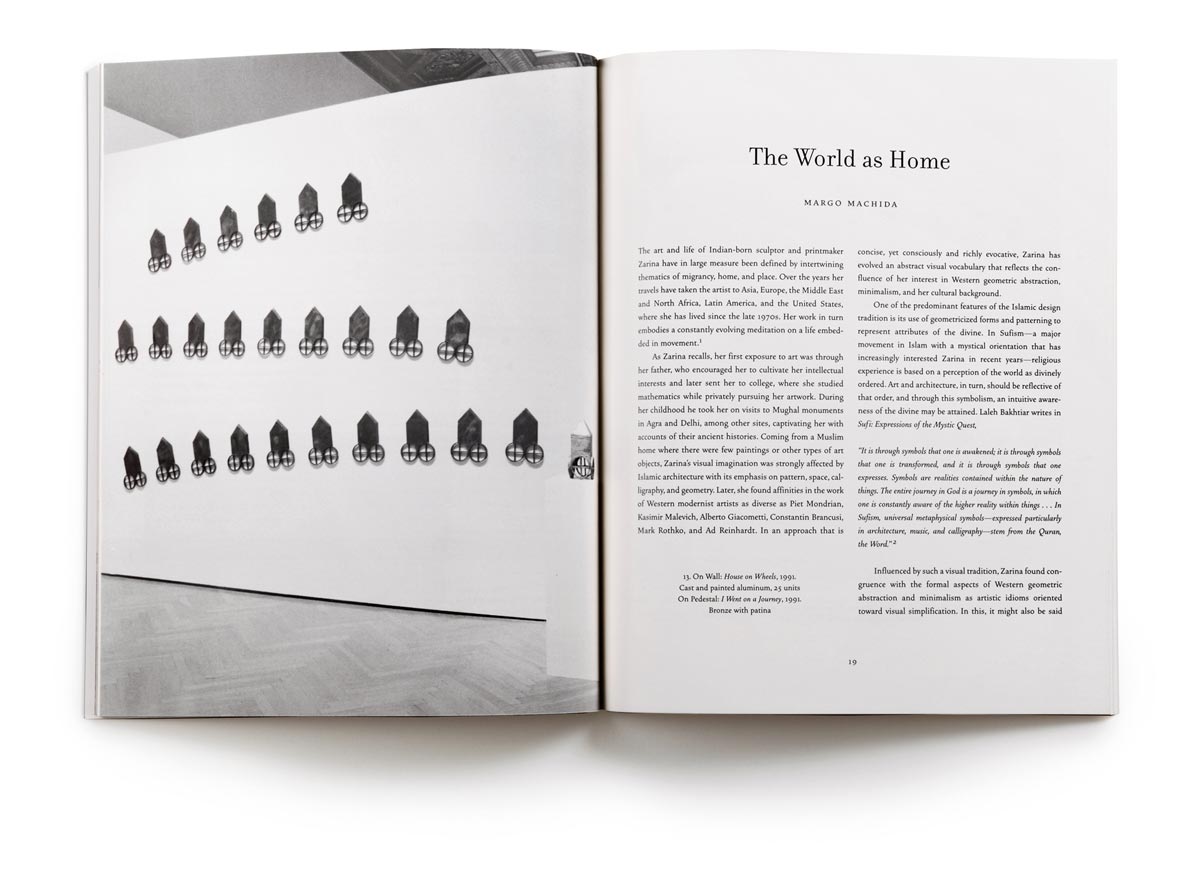 The World as Home
MARGO MACHIDA
The art and life of Indian-born sculptor and printmaker
Zarina have in large measure been defined by intertwining
thematics of migrancy, home, and place. Over the years her
travels have taken the artist to Asia, Europe, the Middle East
and North Africa, Latin America, and the United States,
where she has lived since the late 1970s. Her work in turn
embodies a constantly evolving meditation on a life embed-
ded in movement.1
As Zarina recalls, her first exposure to art was through
her father, who encouraged her to cultivate her intellectual
interests and later sent her to college, where she studied
mathematics while privately pursuing her artwork. During
her childhood he took her on visits to Mughal monuments
in Agra and Delhi, among other sites, captivating her with
accounts of their ancient histories. Coming from a Muslim
home where there were few paintings or other types of art
objects, Zarina's visual imagination was strongly affected by
Islamic architecture with its emphasis on pattern, space, cal-
ligraphy, and geometry. Later, she found affinities in the work
of Western modernist artists as diverse as Piet Mondrian,
Kasimir Malevich, Alberto Giacometti, Constantin Brancusi,
Mark Rothko, and Ad Reinhardt. In an approach that is
13. On Wall: House on Wheels, 1991.
Cast and painted aluminum, 25 units
On Pedestal: I Went on a Journey, 1991.
Bronze with patina
concise, yet consciously and richly evocative, Zarina has
evolved an abstract visual vocabulary that reflects the con-
fluence of her interest in Western geometric abstraction,
minimalism, and her cultural background.
One of the predominant features of the Islamic design
tradition is its use of geometricized forms and patterning to
represent attributes of the divine. In Sufism—a major
movement in Islam with a mystical orientation that has
increasingly interested Zarina in recent years—religious
experience is based on a perception of the world as divinely
ordered. Art and architecture, in turn, should be reflective of
that order, and through this symbolism, an intuitive aware-
ness of the divine may be attained. Laleh Bakhtiar writes in
Sufi: Expressions of the Mystic Quest,
"It is through symbols that one is awakened; it is through symbols
that one is transformed, and it is through symbols that one
expresses. Symbols are realities contained within the nature of
things. The entire journey in God is a journey in symbols, in which
one is constantly aware of the higher reality within things . . . In
Sufism, universal metaphysical symbols—expressed particularly
in architecture, music, and calligraphy—stem from the Quran,
the Word."2
Influenced by such a visual tradition, Zarina found con-
gruence with the formal aspects of Western geometric
abstraction and minimalism as artistic idioms oriented
toward visual simplification. In this, it might also be said
19